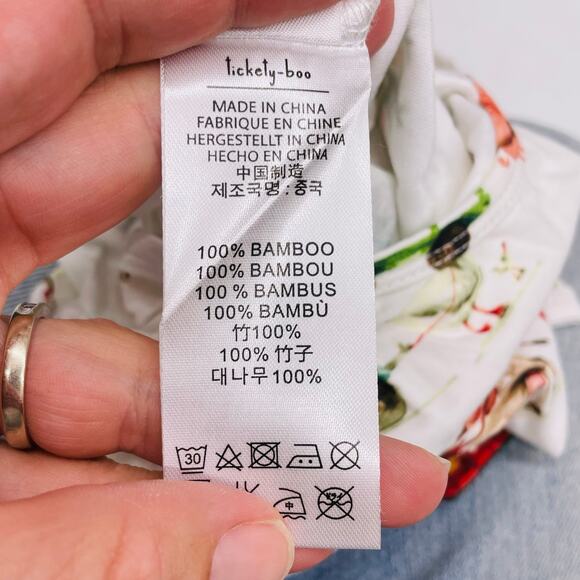 tickety-boo
MADE IN CHINA
FABRIQUE EN CHINE
HERGESTELLT IN CHINA
HECHO EN CHINA
中国制造
제조국명 : 중국
100% BAMBOO
100% BAMBOU
100 % BAMBUS
100% BAMBÙ
竹100%
100% 竹子
대나무 100%
30
中